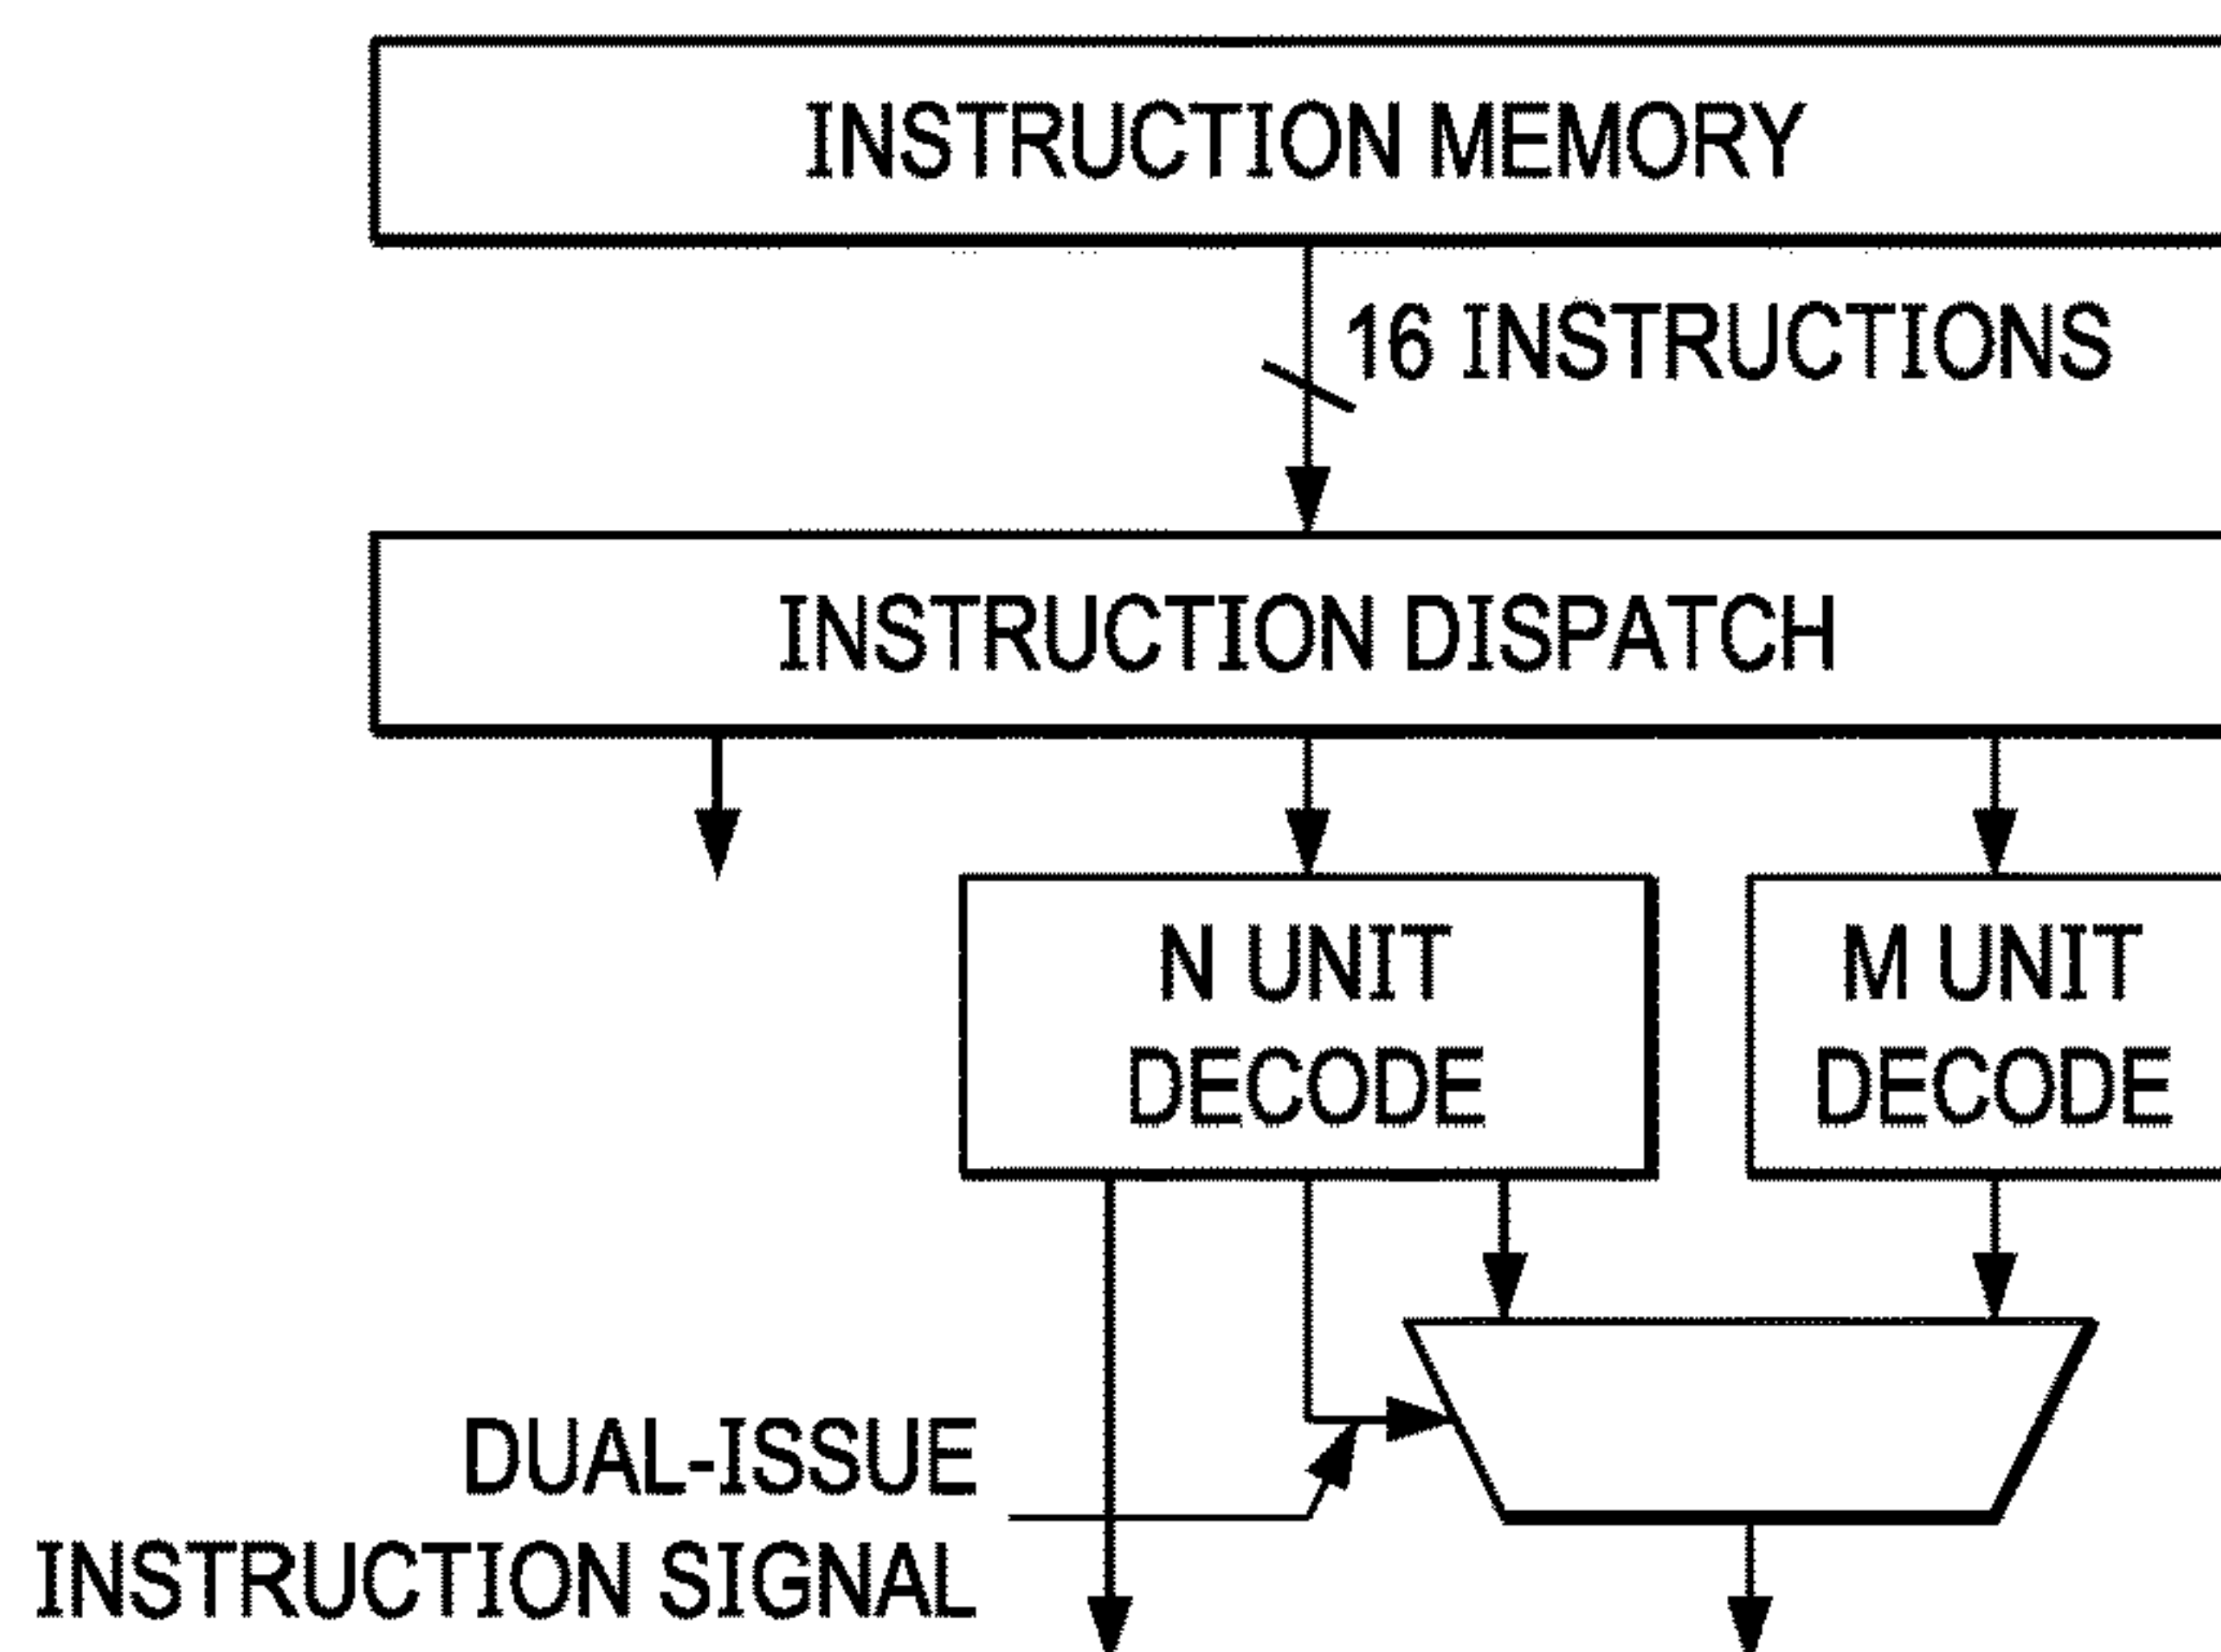 INSTRUCTION MEMORY
16 INSTRUCTIONS
INSTRUCTION DISPATCH
N UNIT
DECODE
M UNIT
DECODE
DUAL-ISSUE
INSTRUCTION SIGNAL